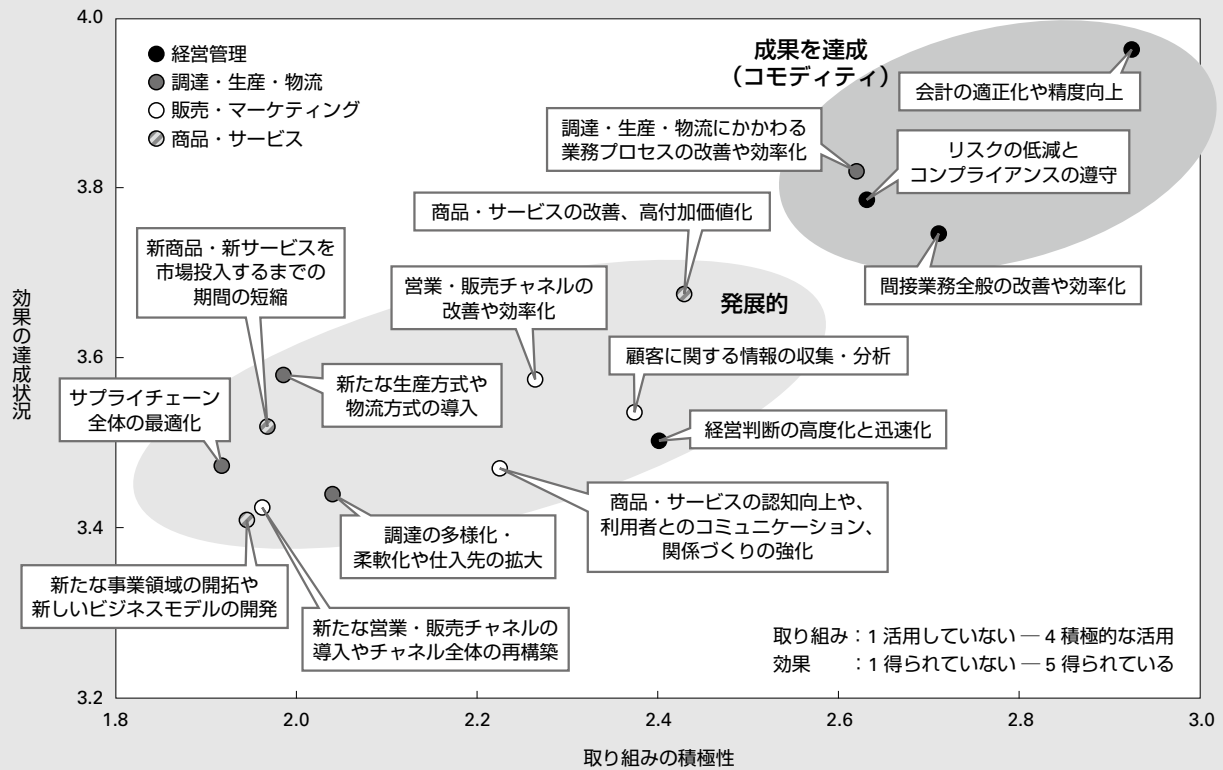 4.0
3.8
3.6
3.4
3.2
効果の達成状況
経営管理
調達・生産・物流
販売・マーケティング
商品・サービス
成果を達成
（コモディティ）
会計の適正化や精度向上
調達・生産・物流にかかわる
業務プロセスの改善や効率化
リスクの低減と
コンプライアンスの遵守
商品・サービスの改善、高付加価値化
間接業務全般の改善や効率化
新商品・新サービスを
市場投入するまでの
期間の短縮
営業・販売チャネルの
改善や効率化
発展的
顧客に関する情報の収集・分析
サプライチェーン
全体の最適化
新たな生産方式や
物流方式の導入
経営判断の高度化と迅速化
商品・サービスの認知向上や、
利用者とのコミュニケーション、
関係づくりの強化
調達の多様化・
柔軟化や仕入先の拡大
新たな事業領域の開拓や
新しいビジネスモデルの開発
新たな営業・販売チャネルの
導入やチャネル全体の再構築
取り組み：1 活用していない ― 4 積極的な活用
効果　　：1 得られていない ― 5 得られている
1.8 2.0 2.2 2.4 2.6 2.8 3.0
取り組みの積極性